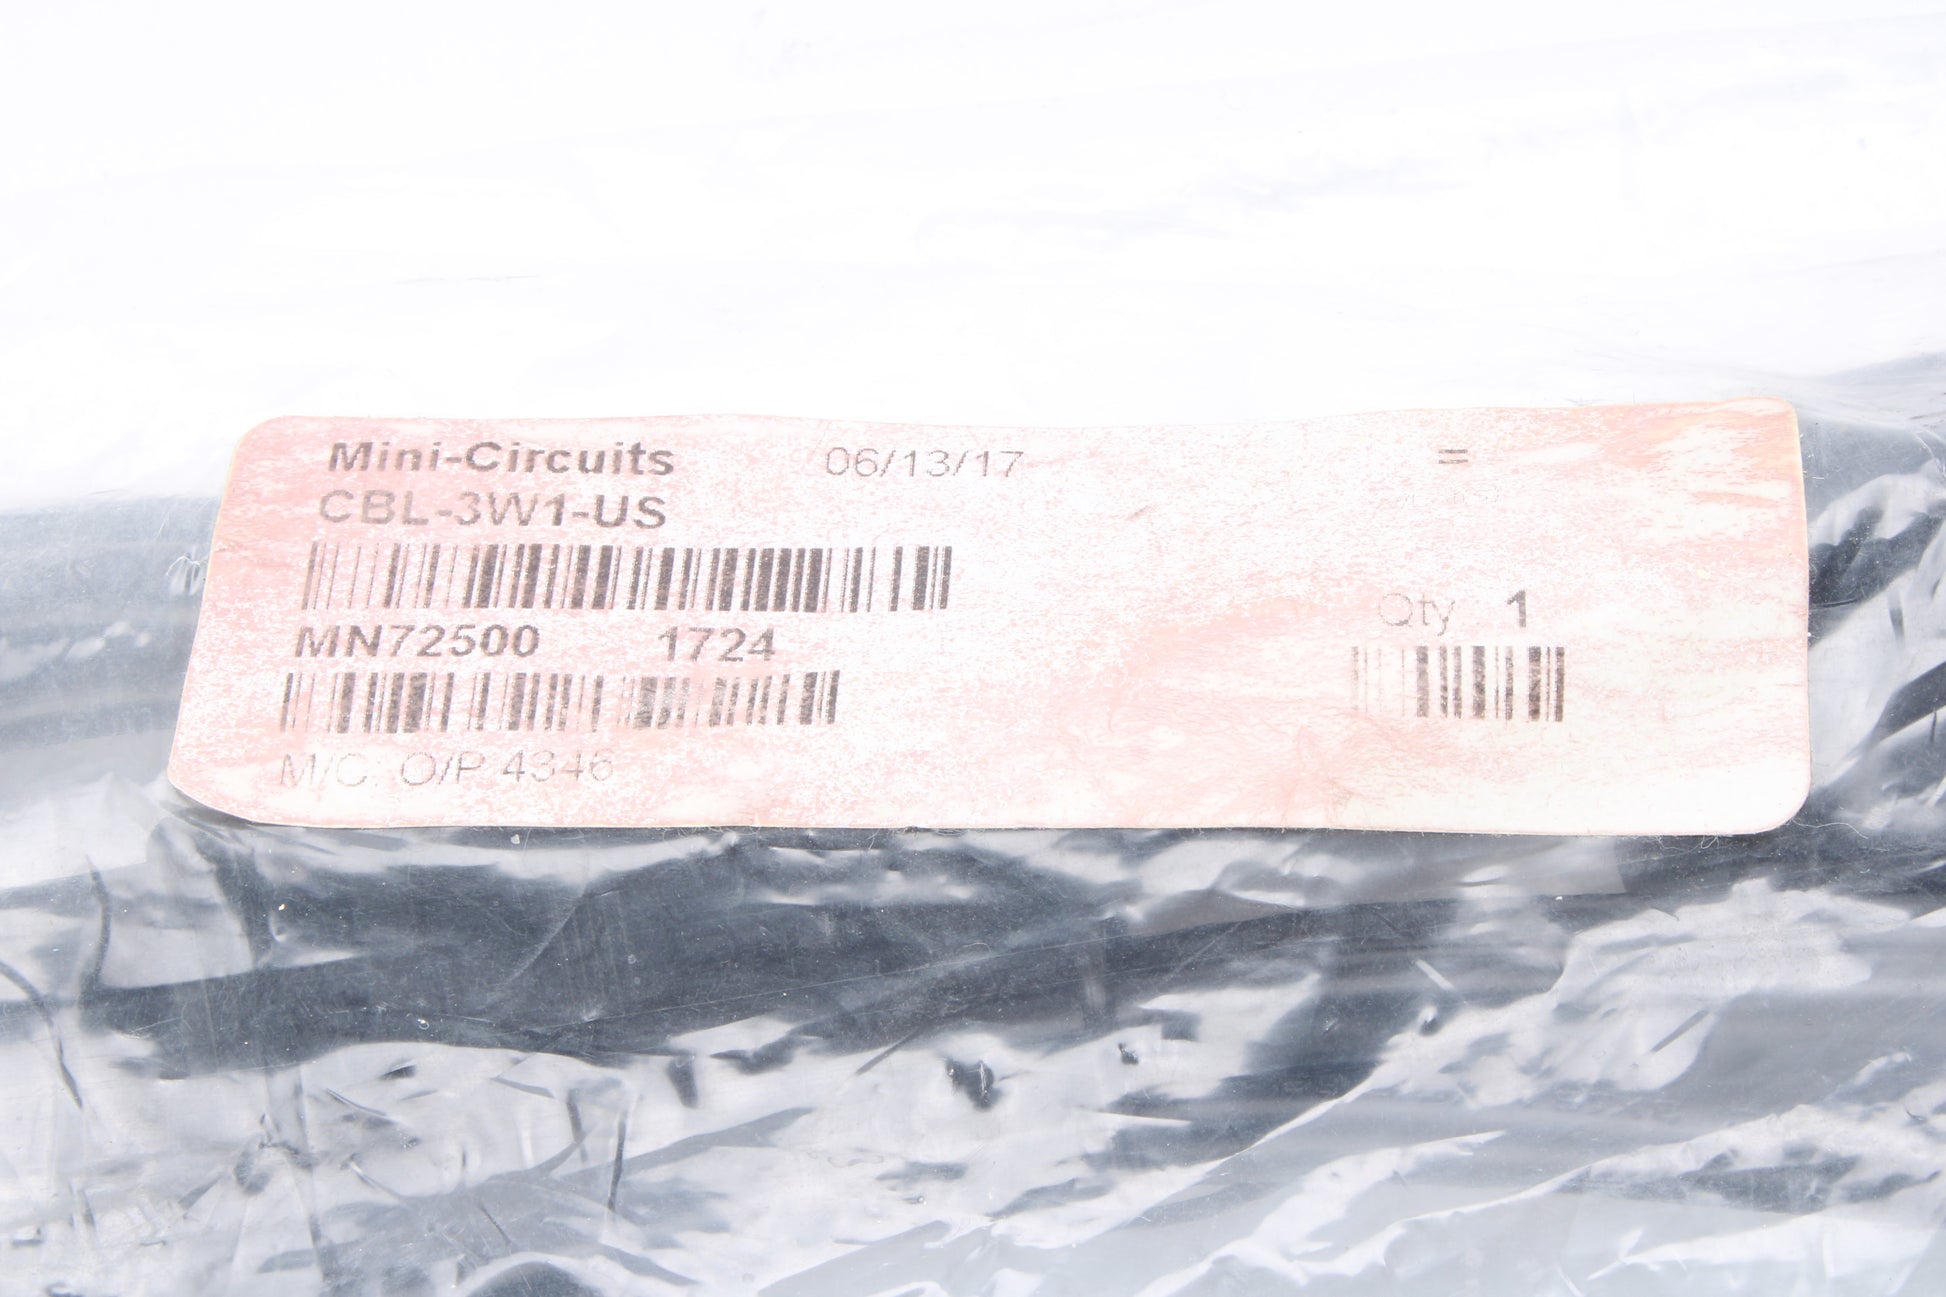 Mini-Circuits 06/13/17 =
CBL-3W1-US
Qty 1
MN72500 1724
M/C: O/P 4346